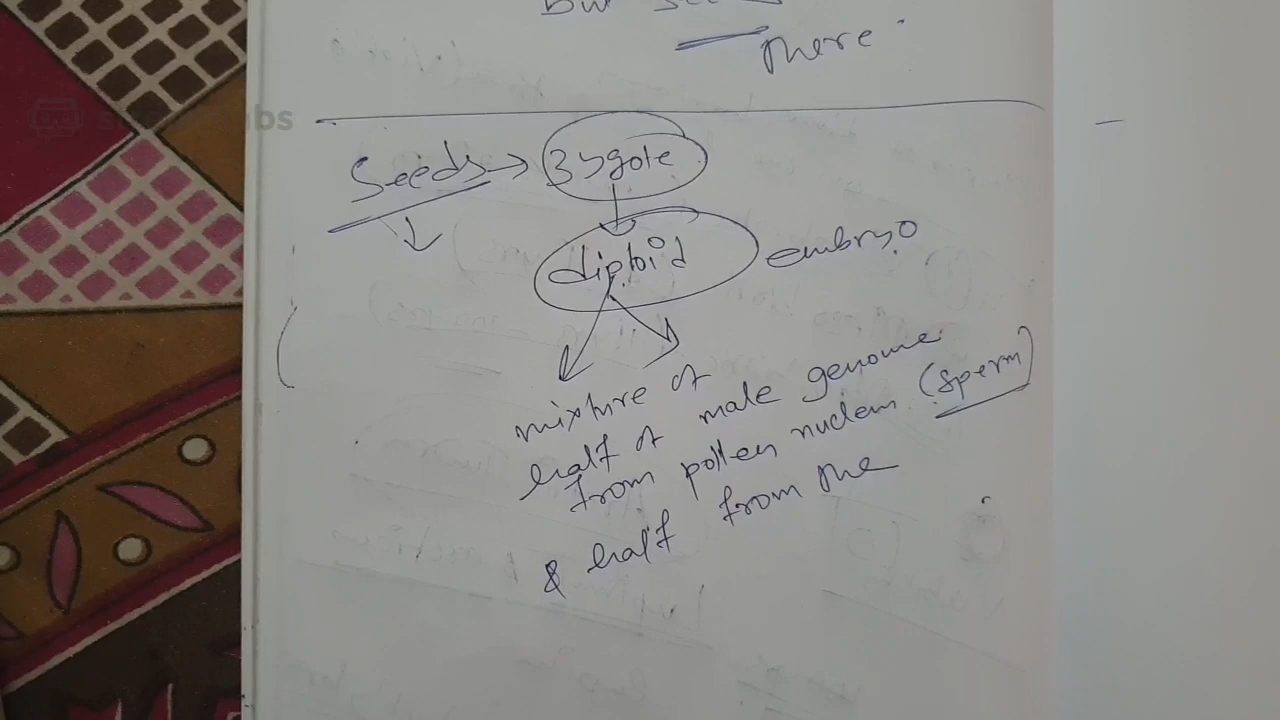 there
Seeds → zygote
diploid embryo
mixture of
half of male genome
from pollen nucleus (sperm)
& half from the